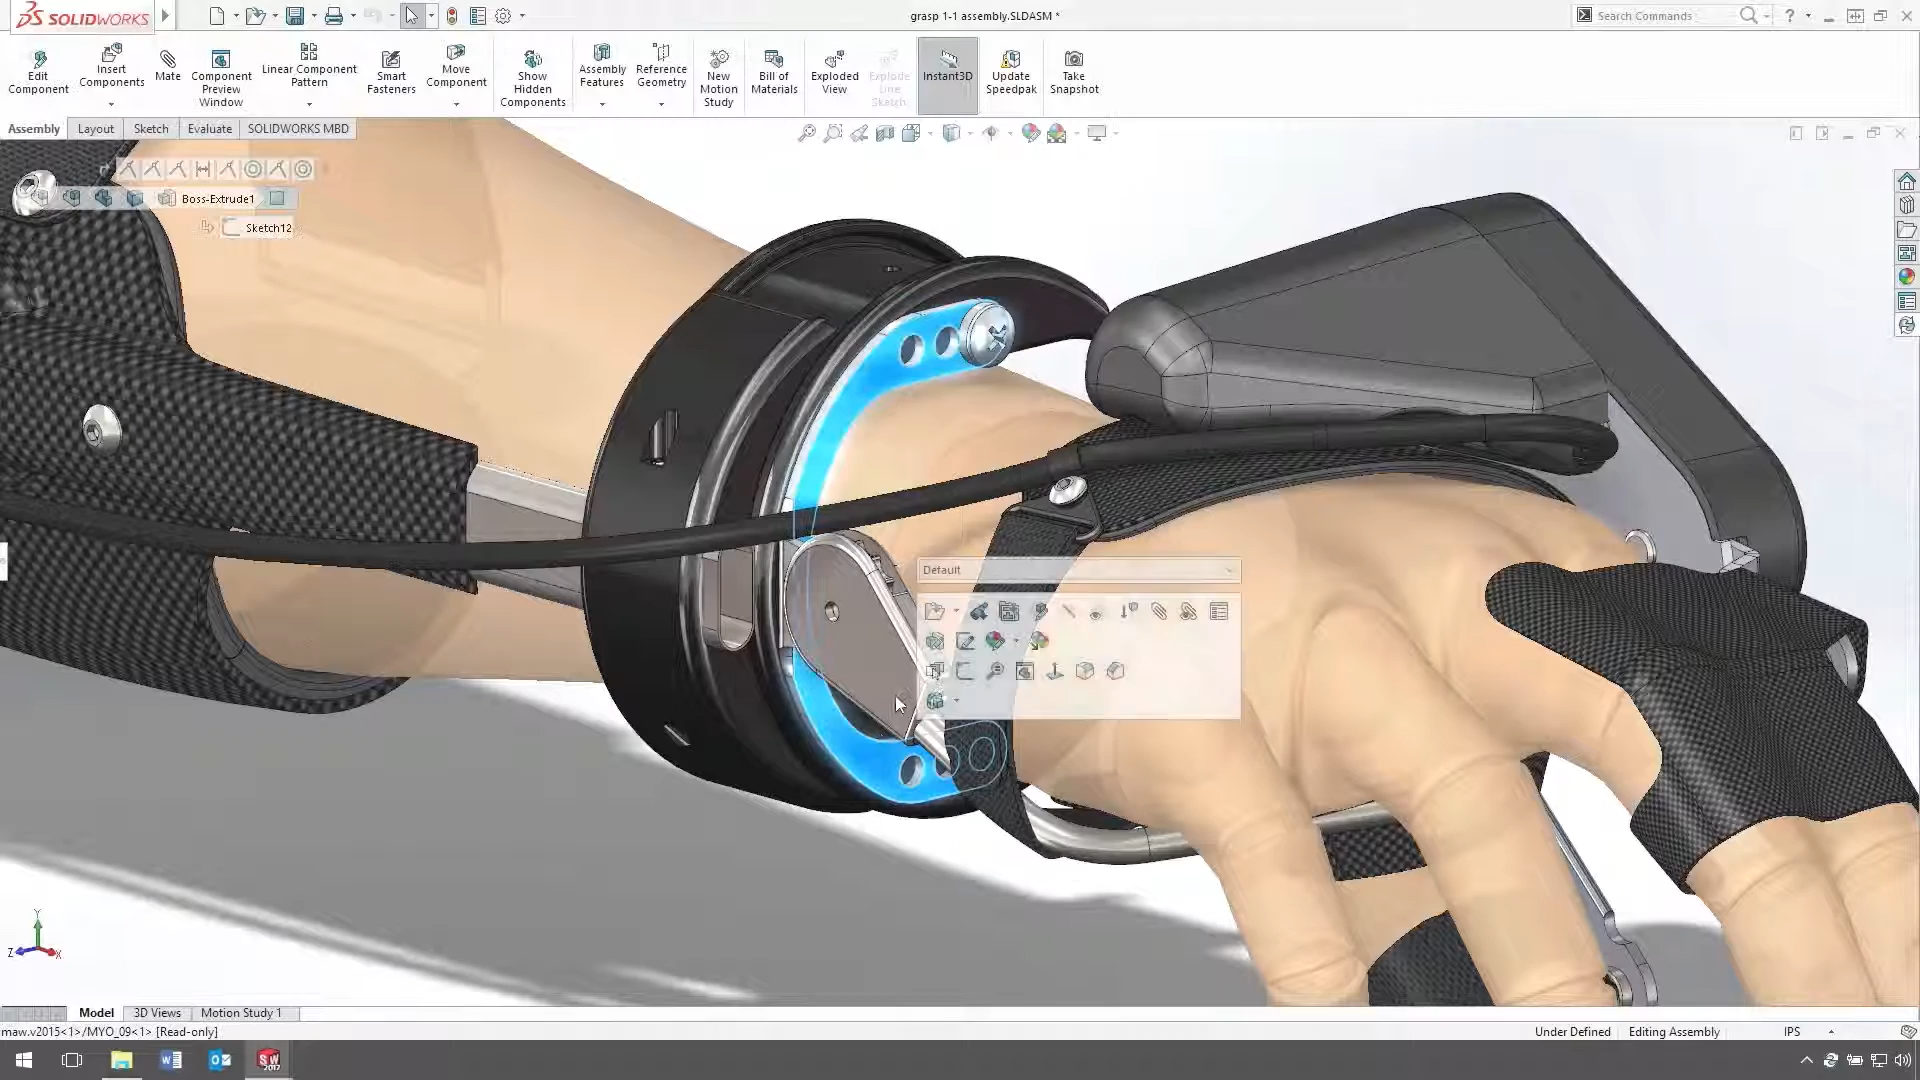 SOLIDWORKS
grasp 1-1 assembly.SLDASM *
Search Commands
?
Edit Component
Insert Components
Mate
Component Preview Window
Linear Component Pattern
Smart Fasteners
Move Component
Show Hidden Components
Assembly Features
Reference Geometry
New Motion Study
Bill of Materials
Exploded View
Explode Line Sketch
Instant3D
Update Speedpak
Take Snapshot
Assembly
Layout
Sketch
Evaluate
SOLIDWORKS MBD
Boss-Extrude1
Sketch12
Default
Y
Z
X
Model
3D Views
Motion Study 1
maw.v2015<1>/MYO_09<1> [Read-only]
Under Defined
Editing Assembly
IPS
SW
2017